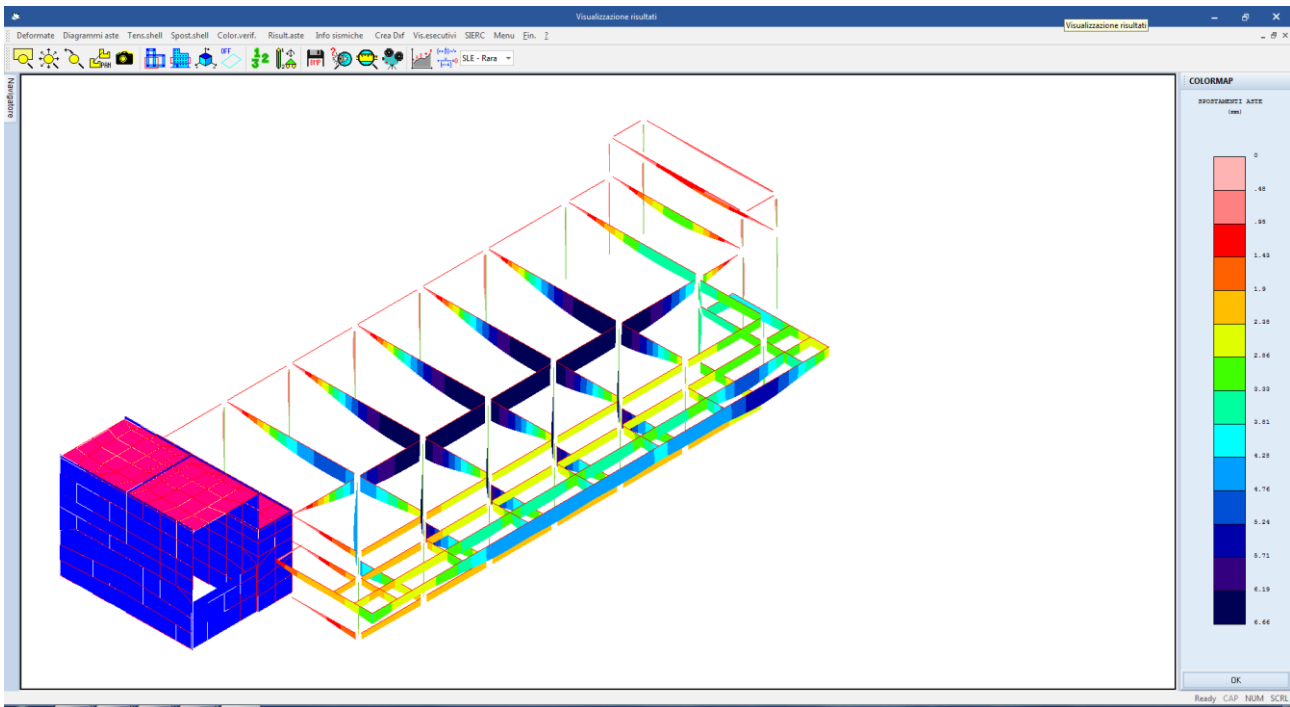 Visualizzazione risultati
Visualizzazione risultati
Deformate Diagrammi aste Tens.shell Spost.shell Color.verif. Risult.aste Info sismiche Crea Dxf Vis.esecutivi SIERC Menu Fin. ?
PAN OFF BMP SLE - Rara
Navigatore
COLORMAP
SPOSTAMENTI ASTE
(mm)
0
.48
.95
1.43
1.9
2.38
2.86
3.33
3.81
4.28
4.76
5.24
5.71
6.19
6.66
OK
Ready CAP NUM SCRL